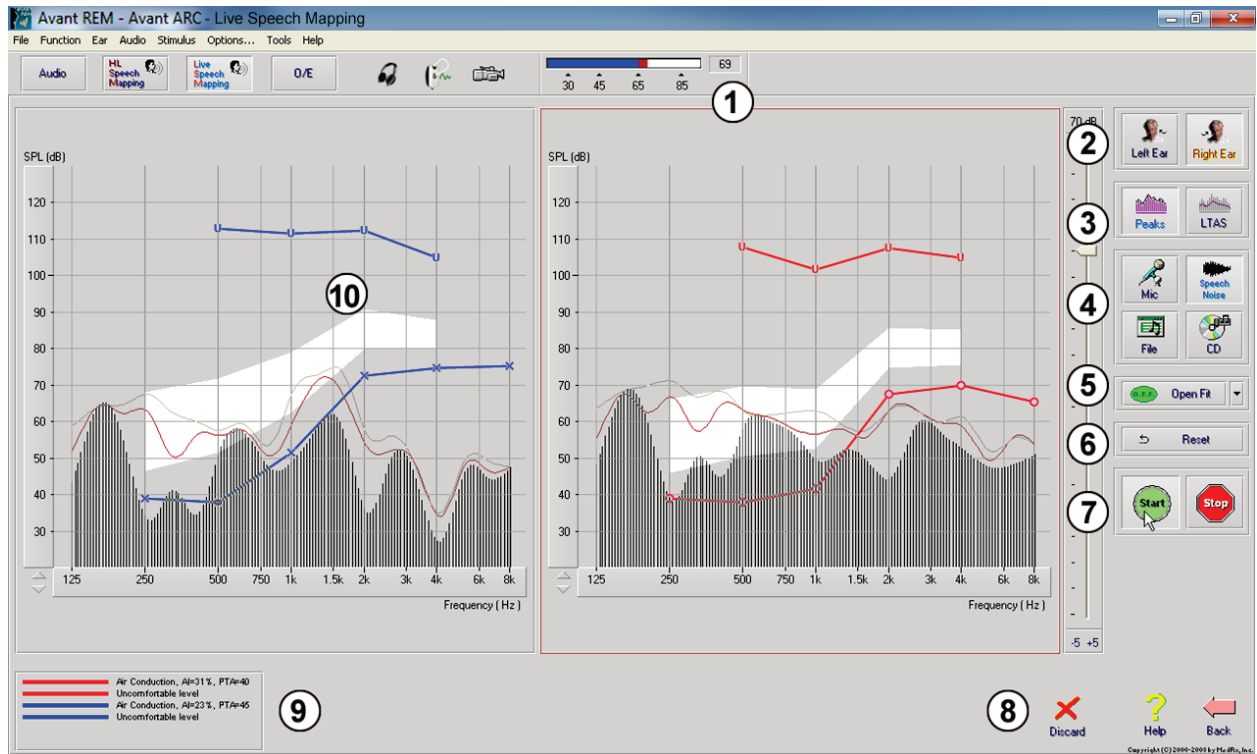 Avant REM - Avant ARC - Live Speech Mapping
File Function Ear Audio Stimulus Options... Tools Help
Audio
HL Speech Mapping
Live Speech Mapping
O/E
30 45 65 85
69
1
SPL (dB)
120
110
100
90
80
70
60
50
40
30
125 250 500 750 1k 1.5k 2k 3k 4k 6k 8k
Frequency ( Hz )
U U U U
10
SPL (dB)
120
110
100
90
80
70
60
50
40
30
125 250 500 750 1k 1.5k 2k 3k 4k 6k 8k
Frequency ( Hz )
U U U U
70 dB
-5 +5
2
Left Ear Right Ear
3
Peaks LTAS
4
Mic Speech Noise
File CD
5
O.F.F. Open Fit
6
Reset
7
Start Stop
Air Conduction, AI=31%, PTA=40
Uncomfortable level
Air Conduction, AI=23%, PTA=45
Uncomfortable level
9
8
Discard
Help
Back
Copyright (C) 2000-2008 by MedRx, Inc.